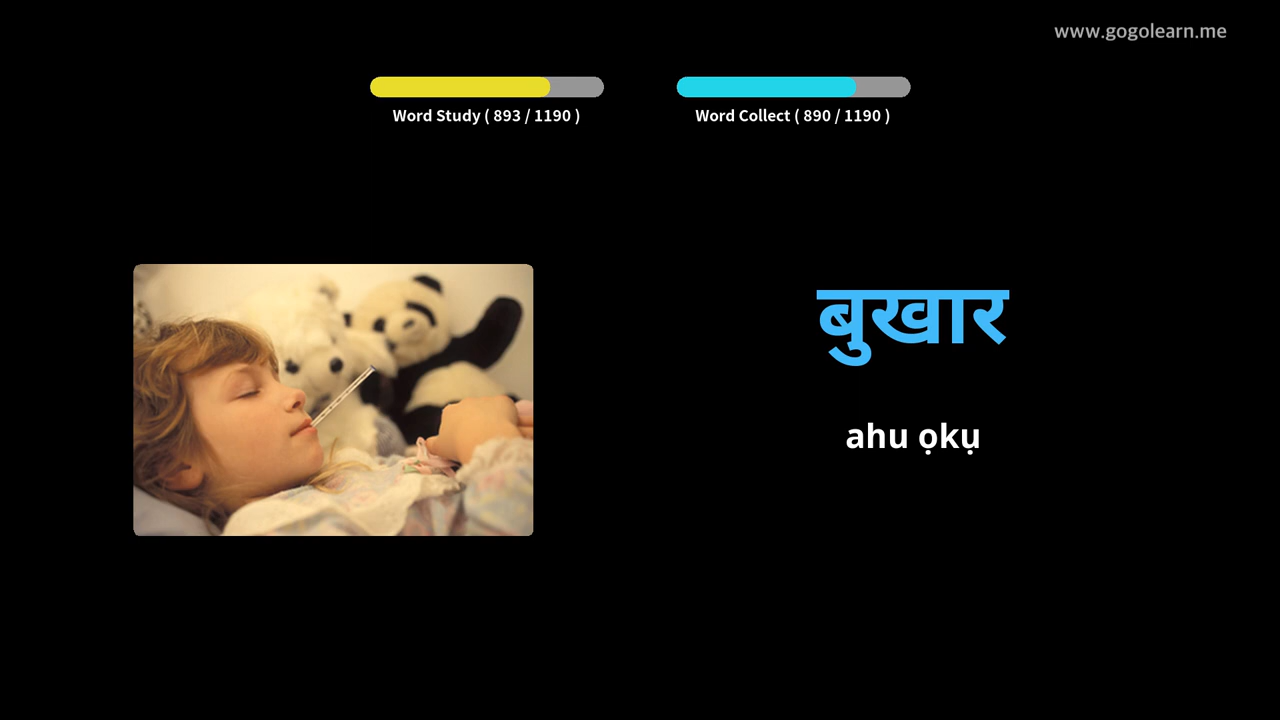 www.gogolearn.me
Word Study ( 893 / 1190 )
Word Collect ( 890 / 1190 )
बुखार
ahu ọkụ